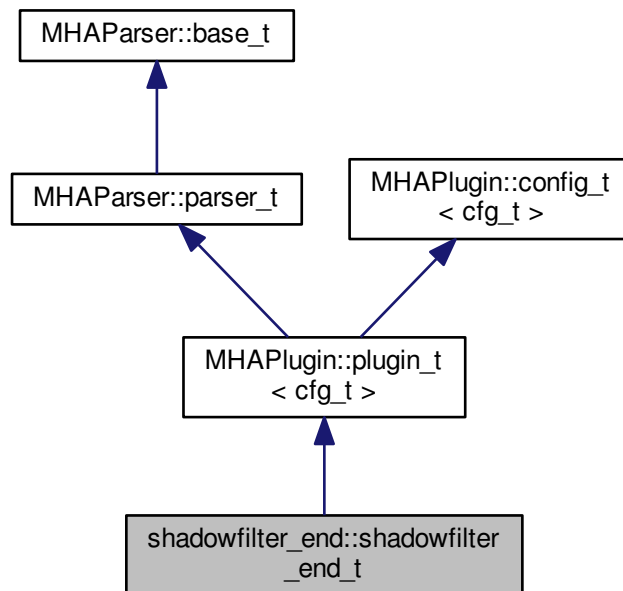 MHAParser::base_t
MHAParser::parser_t
MHAPlugin::config_t
< cfg_t >
MHAPlugin::plugin_t
< cfg_t >
shadowfilter_end::shadowfilter
_end_t